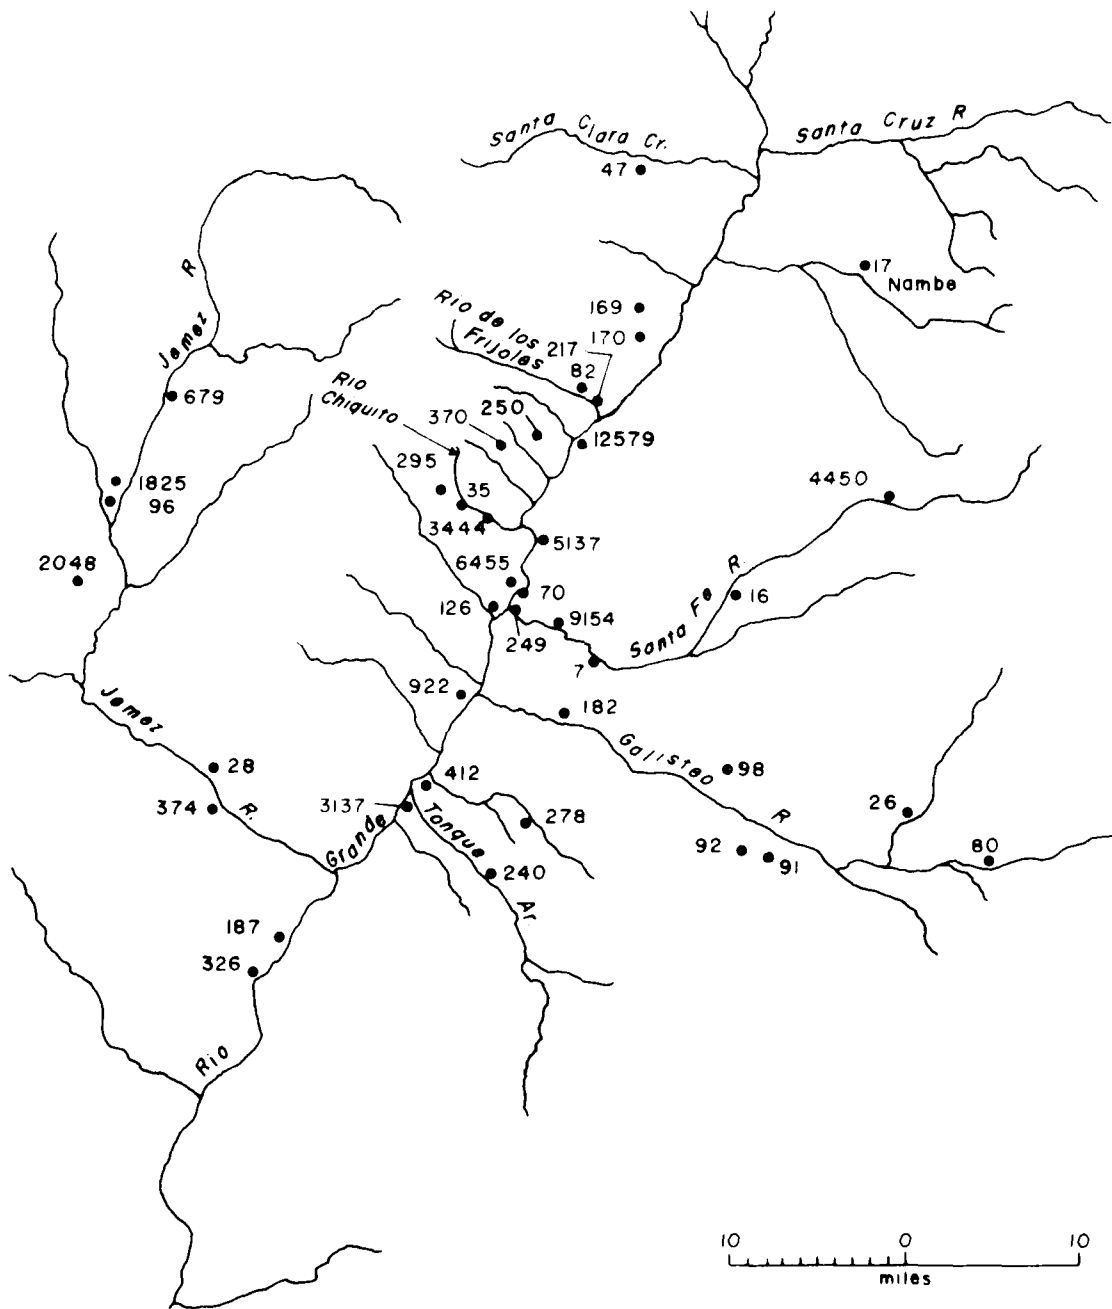 Santa Clara Cr.
Santa Cruz R
47
Jemez R
17
Nambe
169
170
Rio de los
Frijoles
217
82
Rio
Chiquito
679
370
250
12579
295
35
4450
1825
96
3444
5137
2048
6455
70
126
249
9154
Santa Fe R.
16
7
922
182
Jemez R.
Galisteo R
28
98
374
412
3137
278
26
Grande
Tonque Ar.
92
91
80
240
187
326
Rio
10 0 10
miles